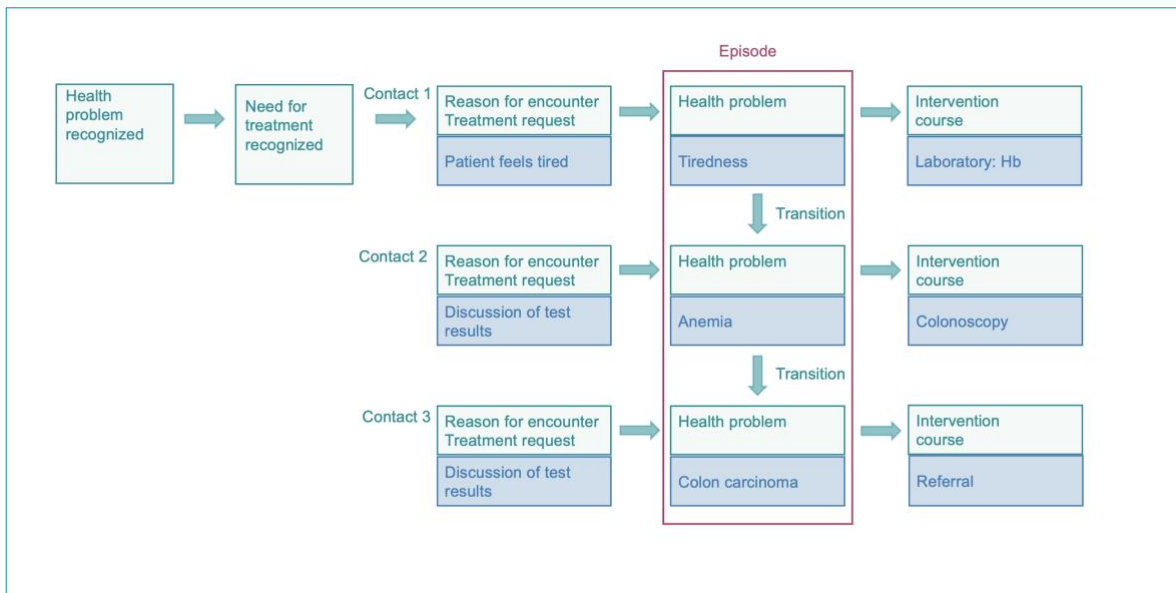 Episode
Health
problem
recognized
Need for
treatment
recognized
Contact 1
Reason for encounter
Treatment request
Patient feels tired
Health problem
Tiredness
Intervention
course
Laboratory: Hb
Transition
Contact 2
Reason for encounter
Treatment request
Discussion of test
results
Health problem
Anemia
Intervention
course
Colonoscopy
Transition
Contact 3
Reason for encounter
Treatment request
Discussion of test
results
Health problem
Colon carcinoma
Intervention
course
Referral